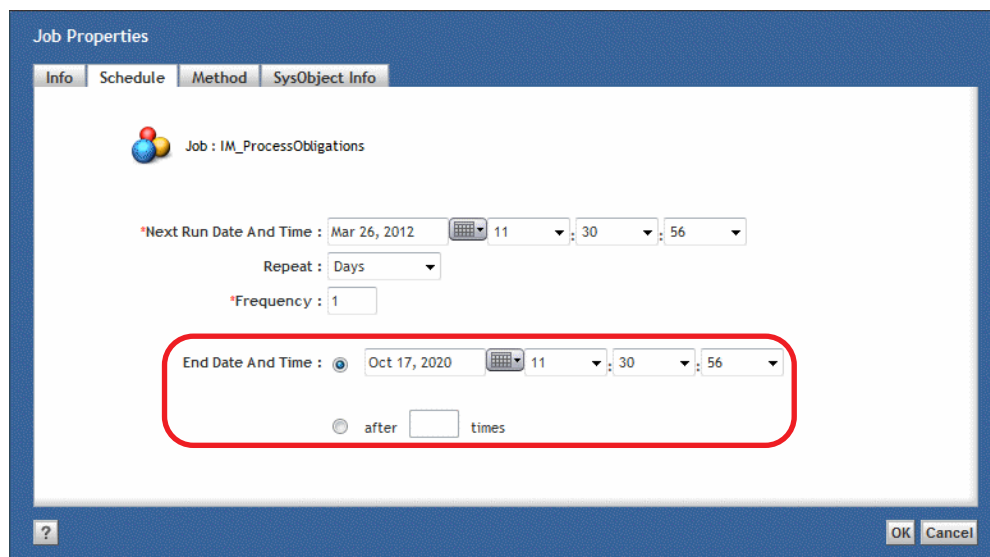 Job Properties
Info Schedule Method SysObject Info
Job : IM_ProcessObligations
*Next Run Date And Time : Mar 26, 2012 11 : 30 : 56
Repeat : Days
*Frequency : 1
End Date And Time : Oct 17, 2020 11 : 30 : 56
after times
? OK Cancel